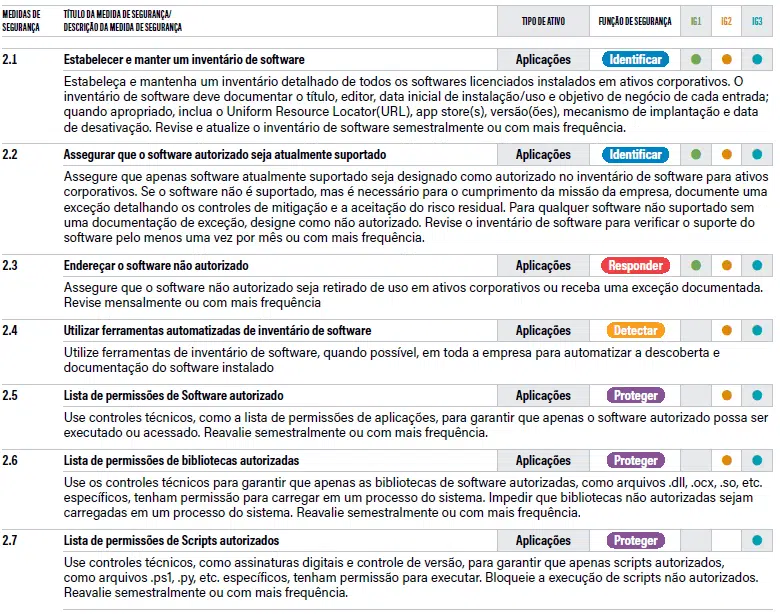 MEDIDAS DE SEGURANÇA TÍTULO DA MEDIDA DE SEGURANÇA/ DESCRIÇÃO DA MEDIDA DE SEGURANÇA TIPO DE ATIVO FUNÇÃO DE SEGURANÇA IG1 IG2 IG3
2.1 Estabelecer e manter um inventário de software Aplicações Identificar
Estabeleça e mantenha um inventário detalhado de todos os softwares licenciados instalados em ativos corporativos. O
inventário de software deve documentar o título, editor, data inicial de instalação/uso e objetivo de negócio de cada entrada;
quando apropriado, inclua o Uniform Resource Locator(URL), app store(s), versão(ões), mecanismo de implantação e data
de desativação. Revise e atualize o inventário de software semestralmente ou com mais frequência.
2.2 Assegurar que o software autorizado seja atualmente suportado Aplicações Identificar
Assegure que apenas software atualmente suportado seja designado como autorizado no inventário de software para ativos
corporativos. Se o software não é suportado, mas é necessário para o cumprimento da missão da empresa, documente uma
exceção detalhando os controles de mitigação e a aceitação do risco residual. Para qualquer software não suportado sem
uma documentação de exceção, designe como não autorizado. Revise o inventário de software para verificar o suporte do
software pelo menos uma vez por mês ou com mais frequência.
2.3 Endereçar o software não autorizado Aplicações Responder
Assegure que o software não autorizado seja retirado de uso em ativos corporativos ou receba uma exceção documentada.
Revise mensalmente ou com mais frequência
2.4 Utilizar ferramentas automatizadas de inventário de software Aplicações Detectar
Utilize ferramentas de inventário de software, quando possível, em toda a empresa para automatizar a descoberta e
documentação do software instalado
2.5 Lista de permissões de Software autorizado Aplicações Proteger
Use controles técnicos, como a lista de permissões de aplicações, para garantir que apenas o software autorizado possa ser
executado ou acessado. Reavalie semestralmente ou com mais frequência.
2.6 Lista de permissões de bibliotecas autorizadas Aplicações Proteger
Use os controles técnicos para garantir que apenas as bibliotecas de software autorizadas, como arquivos .dll, .ocx, .so, etc.
específicos, tenham permissão para carregar em um processo do sistema. Impedir que bibliotecas não autorizadas sejam
carregadas em um processo do sistema. Reavalie semestralmente ou com mais frequência.
2.7 Lista de permissões de Scripts autorizados Aplicações Proteger
Use controles técnicos, como assinaturas digitais e controle de versão, para garantir que apenas scripts autorizados,
como arquivos .ps1, .py, etc. específicos, tenham permissão para executar. Bloqueie a execução de scripts não autorizados.
Reavalie semestralmente ou com mais frequência.